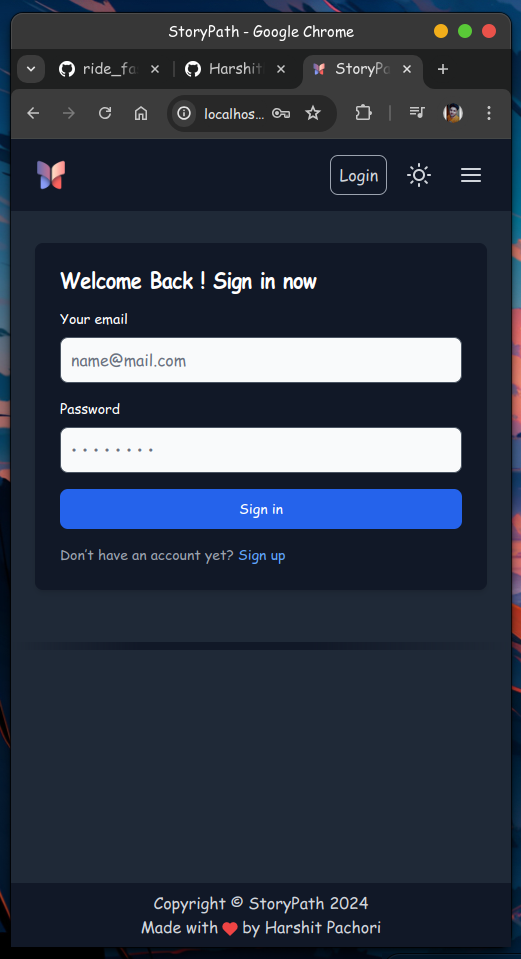 StoryPath - Google Chrome
ride_fa
Harshit
StoryPa
localhos...
Login
Welcome Back ! Sign in now
Your email
name@mail.com
Password
Sign in
Don't have an account yet? Sign up
Copyright © StoryPath 2024
Made with ❤ by Harshit Pachori